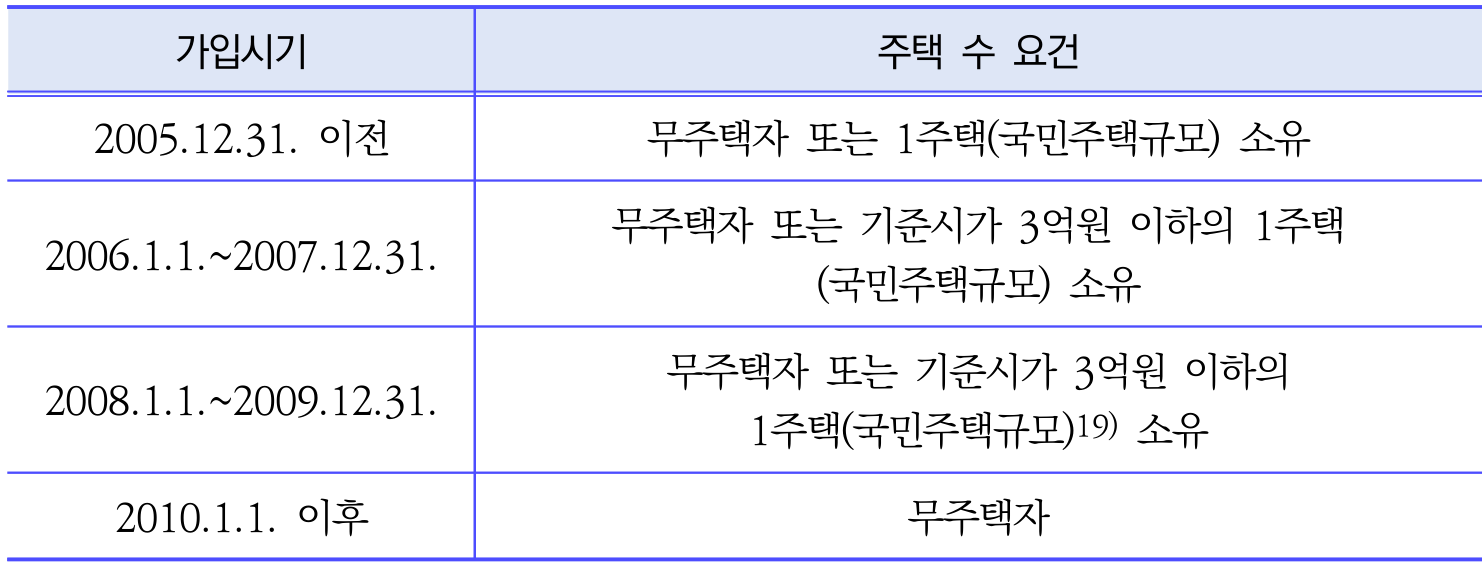 가입시기 주택 수 요건
2005.12.31. 이전 무주택자 또는 1주택(국민주택규모) 소유
2006.1.1.~2007.12.31. 무주택자 또는 기준시가 3억원 이하의 1주택
(국민주택규모) 소유
2008.1.1.~2009.12.31. 무주택자 또는 기준시가 3억원 이하의
1주택(국민주택규모)19) 소유
2010.1.1. 이후 무주택자